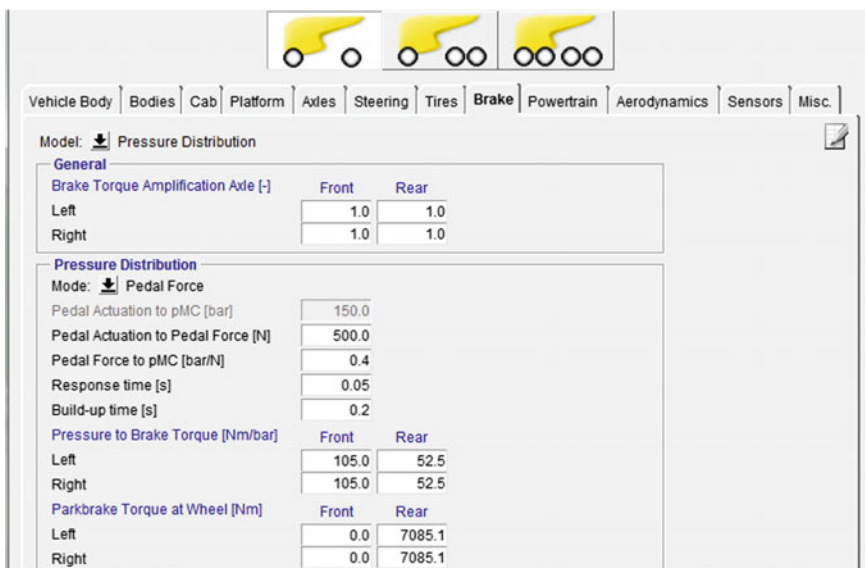 Vehicle Body Bodies Cab Platform Axles Steering Tires Brake Powertrain Aerodynamics Sensors Misc.
Model: Pressure Distribution
General
Brake Torque Amplification Axle [-] Front Rear
Left 1.0 1.0
Right 1.0 1.0
Pressure Distribution
Mode: Pedal Force
Pedal Actuation to pMC [bar] 150.0
Pedal Actuation to Pedal Force [N] 500.0
Pedal Force to pMC [bar/N] 0.4
Response time [s] 0.05
Build-up time [s] 0.2
Pressure to Brake Torque [Nm/bar] Front Rear
Left 105.0 52.5
Right 105.0 52.5
Parkbrake Torque at Wheel [Nm] Front Rear
Left 0.0 7085.1
Right 0.0 7085.1